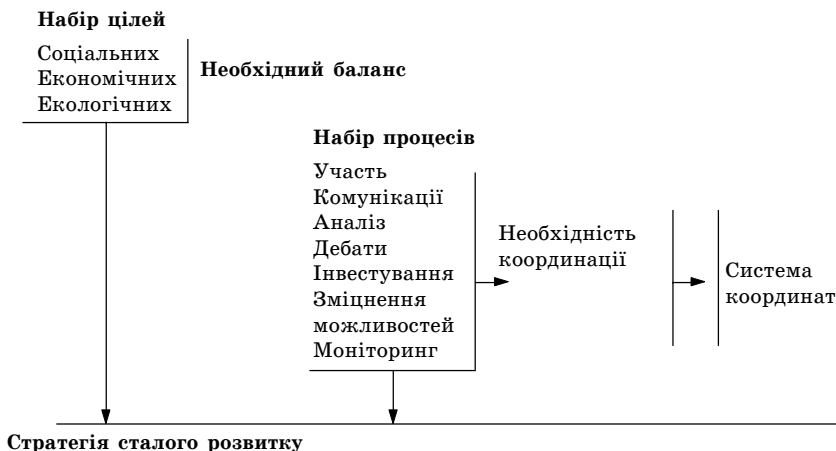 Набір цілей
Соціальних
Економічних
Екологічних
Необхідний баланс
Набір процесів
Участь
Комунікації
Аналіз
Дебати
Інвестування
Зміцнення
можливостей
Моніторинг
Необхідність
координації
Система
координат
Стратегія сталого розвитку